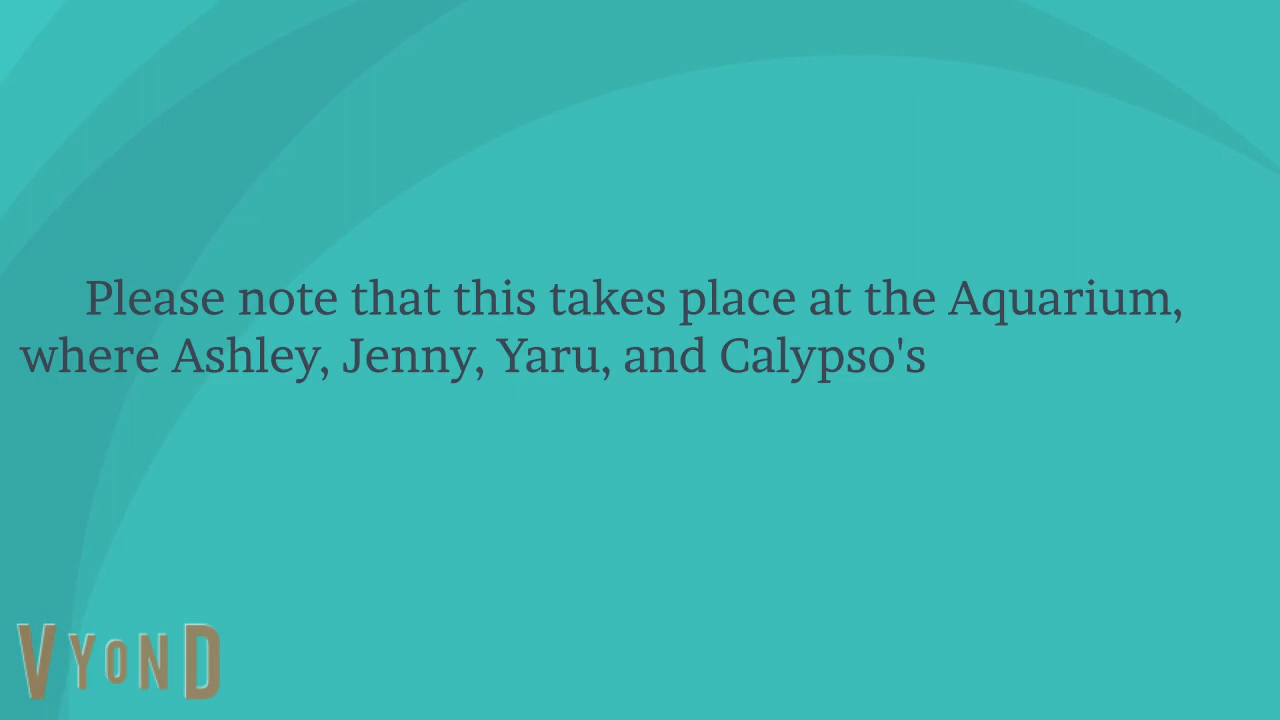 Please note that this takes place at the Aquarium,
where Ashley, Jenny, Yaru, and Calypso's
VYOND